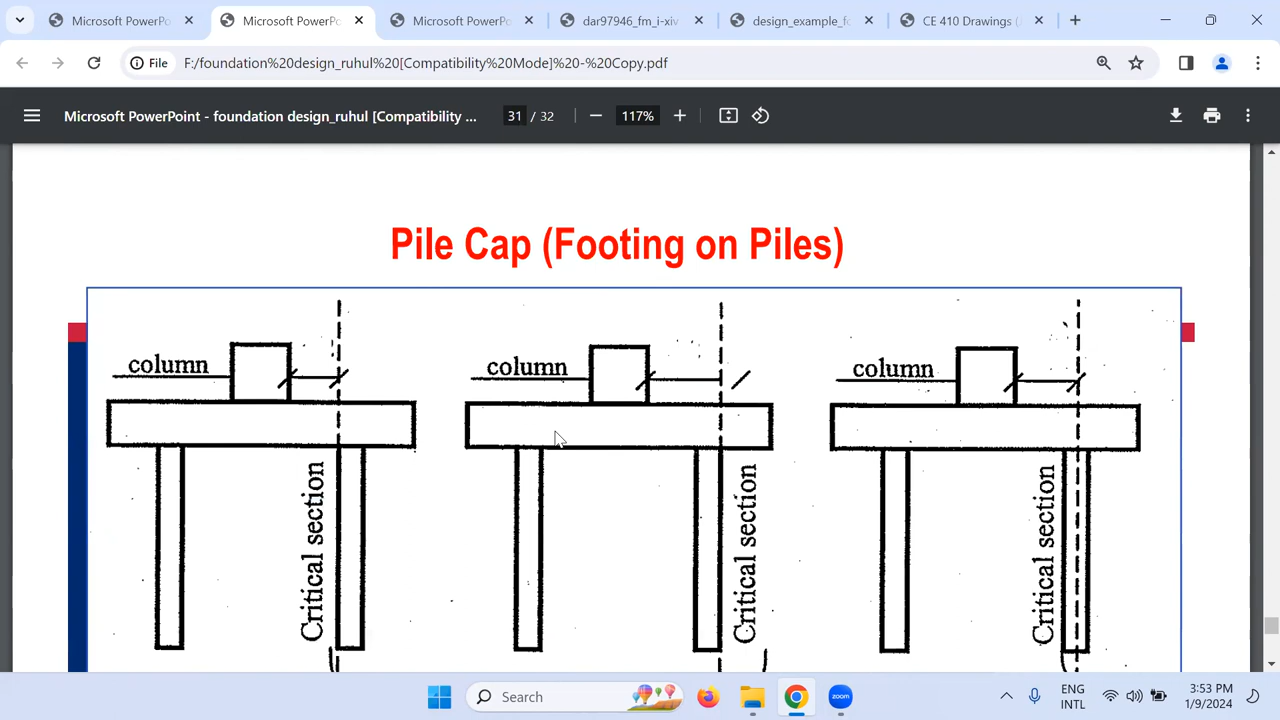 Microsoft PowerPo
Microsoft PowerPo
Microsoft PowerPo
dar97946_fm_i-xiv
design_example_f
CE 410 Drawings (
File
F:/foundation%20design_ruhul%20[Compatibility%20Mode]%20-%20Copy.pdf
Microsoft PowerPoint - foundation design_ruhul [Compatibility ...
31 / 32
117%
Pile Cap (Footing on Piles)
column
column
column
Critical section
Critical section
Critical section
Search
ENG
INTL
3:53 PM
1/9/2024